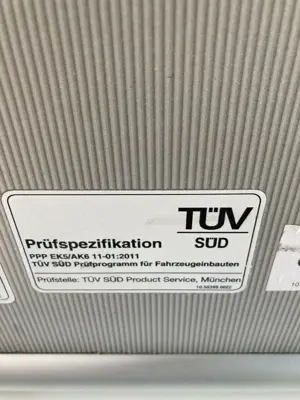 TÜV
SÜD
Prüfspezifikation
PPP EK5/AK6 11-01:2011
TÜV SÜD Prüfprogramm für Fahrzeugeinbauten
Prüfstelle: TÜV SÜD Product Service, München